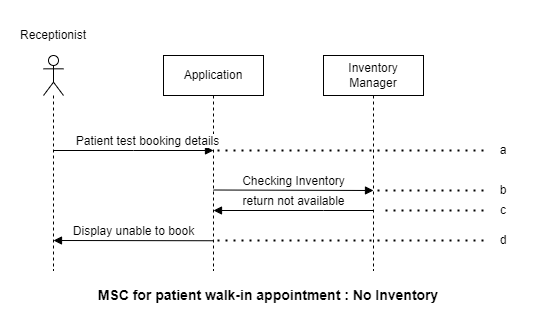 Receptionist
Application
Inventory
Manager
Patient test booking details
a
Checking Inventory
b
return not available
c
Display unable to book
d
MSC for patient walk-in appointment : No Inventory